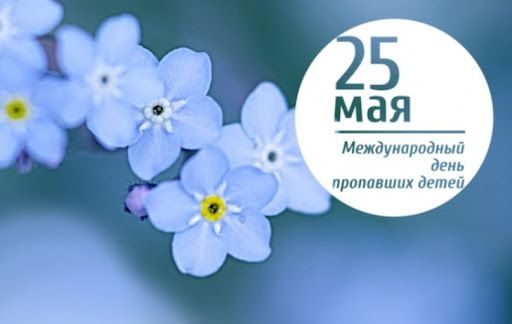 25
мая
Международный
день
пропавших детей